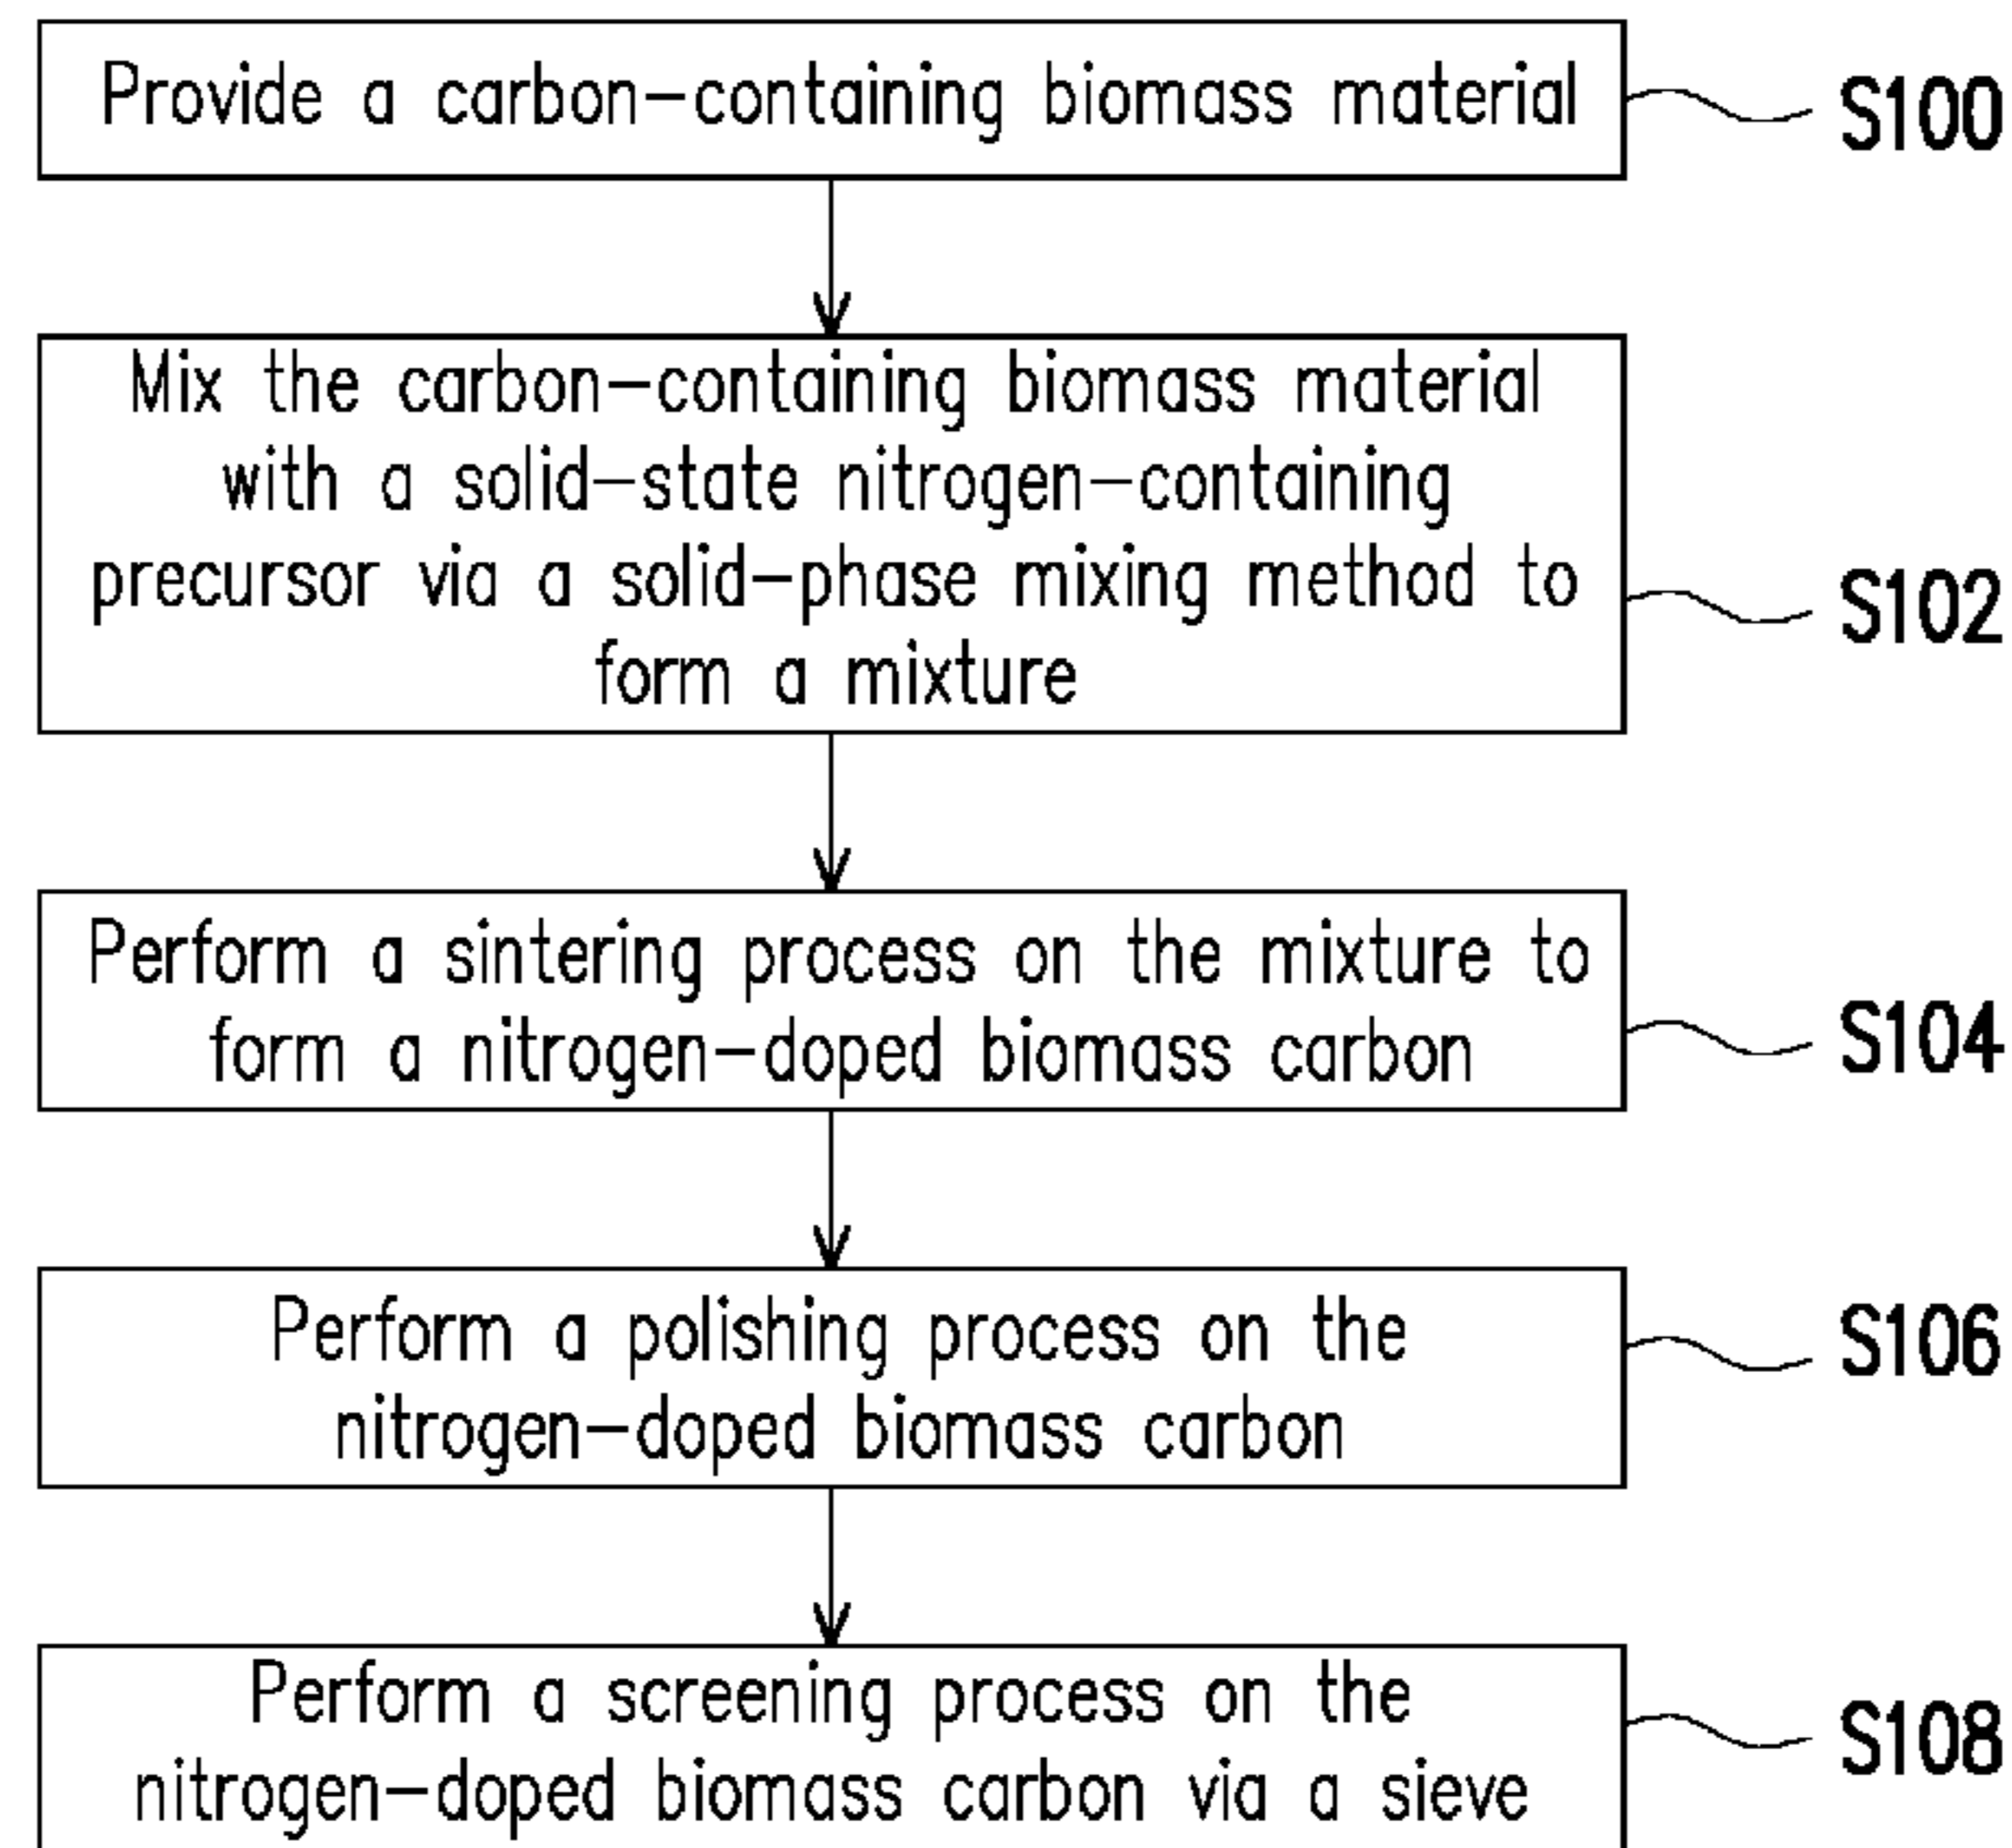 Provide a carbon-containing biomass material
S100
Mix the carbon-containing biomass material
with a solid-state nitrogen-containing
precursor via a solid-phase mixing method to
form a mixture
S102
Perform a sintering process on the mixture to
form a nitrogen-doped biomass carbon
S104
Perform a polishing process on the
nitrogen-doped biomass carbon
S106
Perform a screening process on the
nitrogen-doped biomass carbon via a sieve
S108